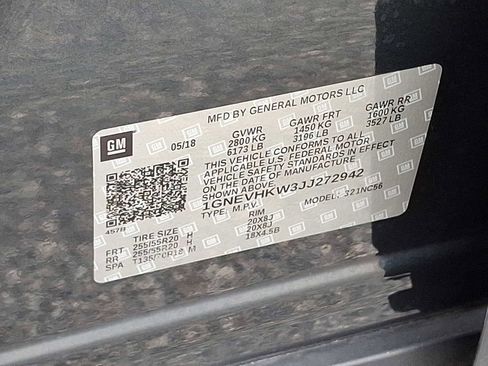 MFD BY GENERAL MOTORS LLC
GM
05/18
GVWR GAWR FRT GAWR RR
2800 KG 1450 KG 1600 KG
6173 LB 3196 LB 3527 LB
THIS VEHICLE CONFORMS TO ALL
APPLICABLE U.S. FEDERAL MOTOR
VEHICLE SAFETY STANDARDS IN EFFECT
ON THE DATE OF MANUFACTURE
SHOWN ABOVE.
1GNEVHKW3JJ272942
TYPE: M.P.V. MODEL: 1NC56
TIRE SIZE RIM
FRT 255/55R20 H 20X8J
RR 255/55R20 H 20X8J
SPA T135/70R18 M 18X4.5B